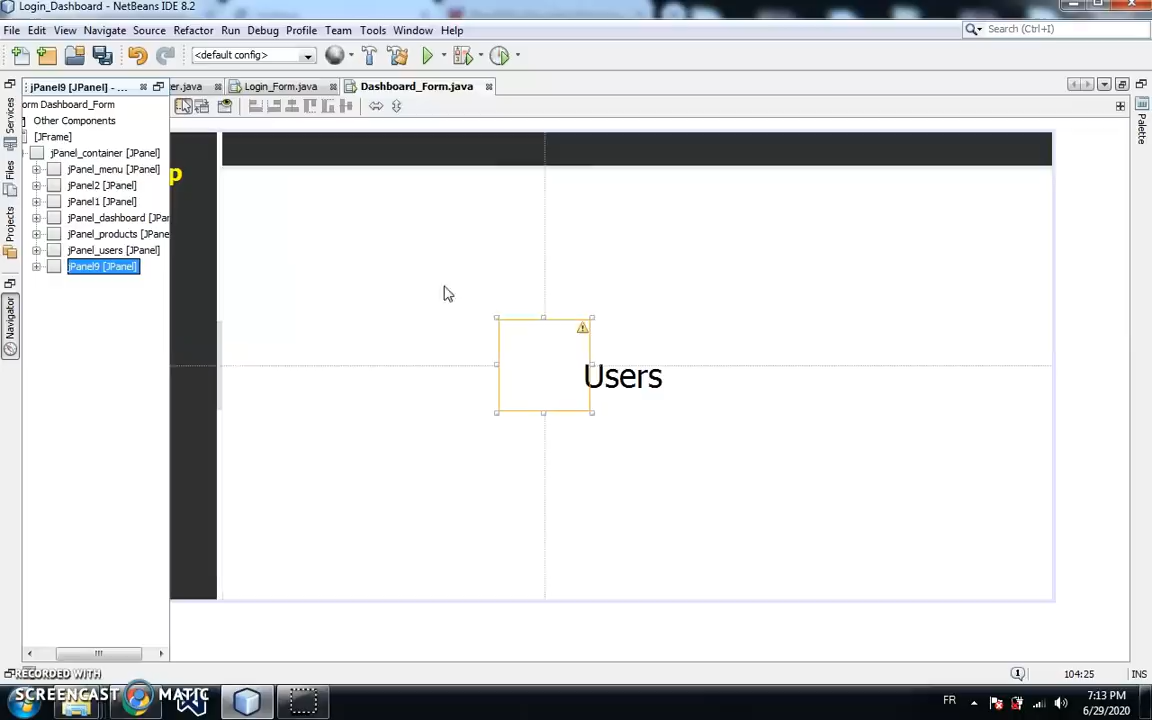 Login_Dashboard - NetBeans IDE 8.2
File Edit View Navigate Source Refactor Run Debug Profile Team Tools Window Help
Search (Ctrl+I)
<default config>
jPanel9 [JPanel] - ...
er.java
Login_Form.java
Dashboard_Form.java
orm Dashboard_Form
Other Components
[JFrame]
jPanel_container [JPanel]
jPanel_menu [JPanel]
jPanel2 [JPanel]
jPanel1 [JPanel]
jPanel_dashboard [JPar
jPanel_products [JPane
jPanel_users [JPanel]
jPanel9 [JPanel]
Services
Files
Projects
Navigator
Palette
p
Users
104:25
INS
RECORDED WITH
SCREENCAST MATIC
FR
7:13 PM
6/29/2020